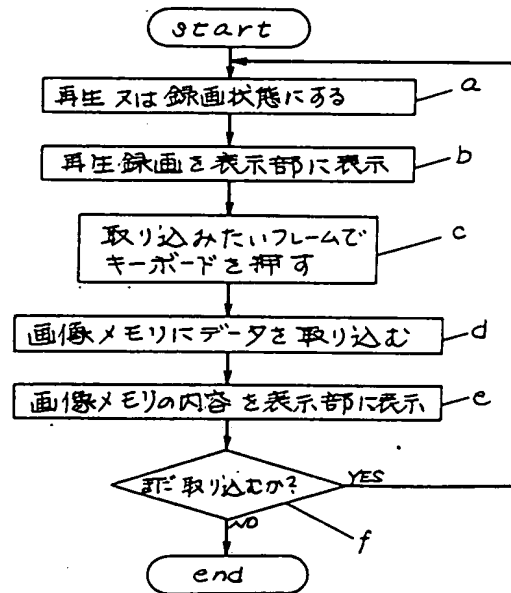 start
再生又は録画状態にする
a
再生録画を表示部に表示
b
取り込みたいフレームで
キーボードを押す
c
画像メモリにデータを取り込む
d
画像メモリの内容を表示部に表示
e
まだ取り込むか?
YES
NO
f
end